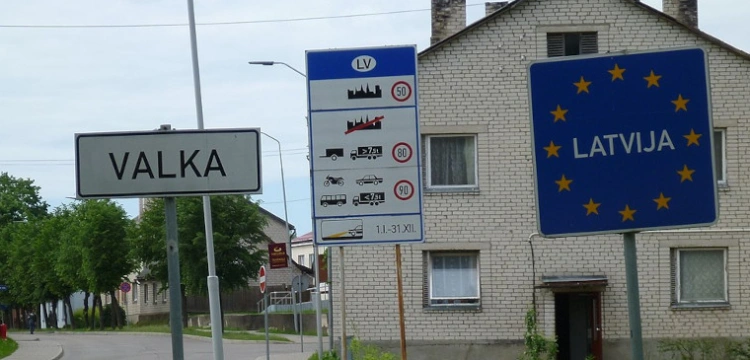 VALKA
LV
50
> 7,5t
80
< 7,5t
90
1.I.-31.XII.
LATVIJA